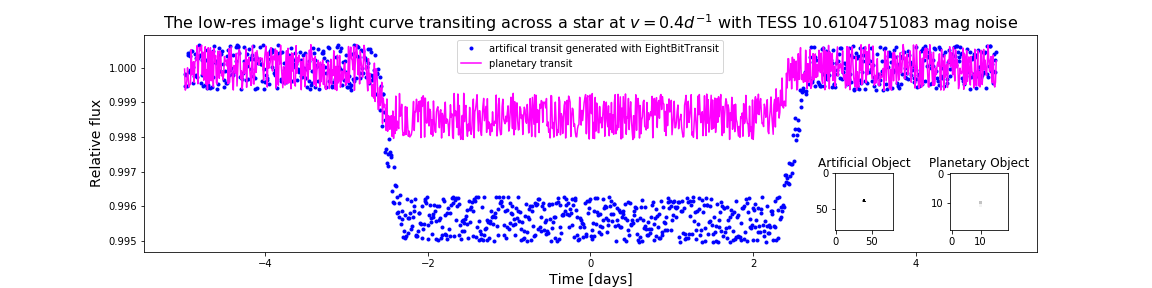 The low-res image's light curve transiting across a star at v = 0.4d⁻¹ with TESS 10.6104751083 mag noise
artifical transit generated with EightBitTransit
planetary transit
Relative flux
1.000
0.999
0.998
0.997
0.996
0.995
Artificial Object
0
50
0 50
Planetary Object
0
10
0 10
−4 −2 0 2 4
Time [days]